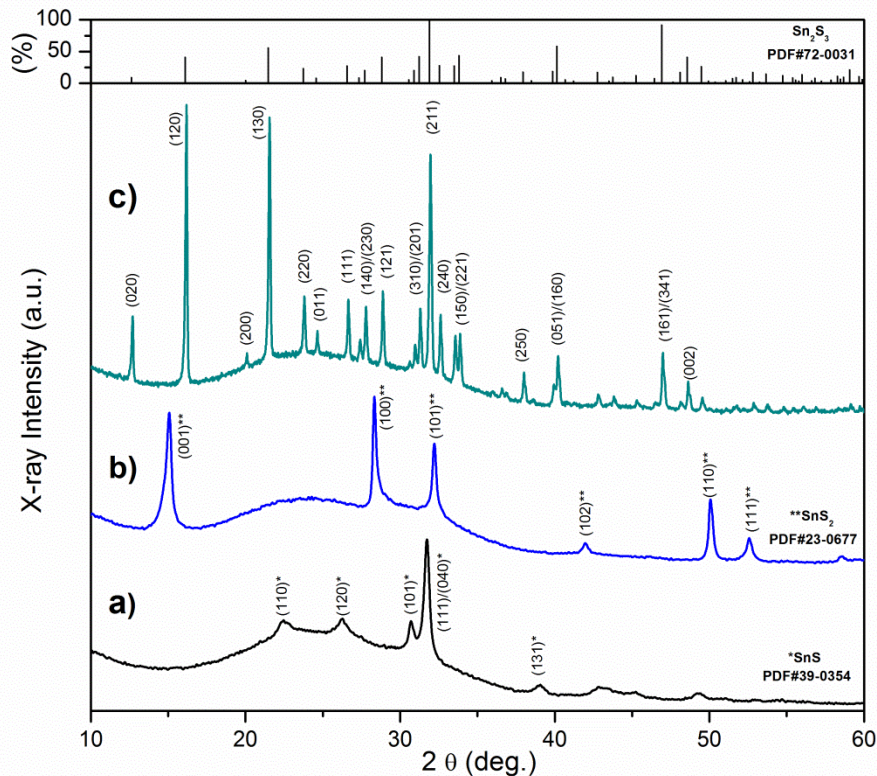 100
50
0
(%)
Sn₂S₃
PDF#72-0031
c)
(020)
(120)
(200)
(130)
(220)
(011)
(111)
(140)/(230)
(121)
(310)/(201)
(211)
(240)
(150)/(221)
(250)
(051)/(160)
(161)/(341)
(002)
b)
(001)**
(100)**
(101)**
(102)**
(110)**
(111)**
**SnS₂
PDF#23-0677
a)
(110)*
(120)*
(101)*
(111)/(040)*
(131)*
*SnS
PDF#39-0354
X-ray Intensity (a.u.)
10 20 30 40 50 60
2 θ (deg.)